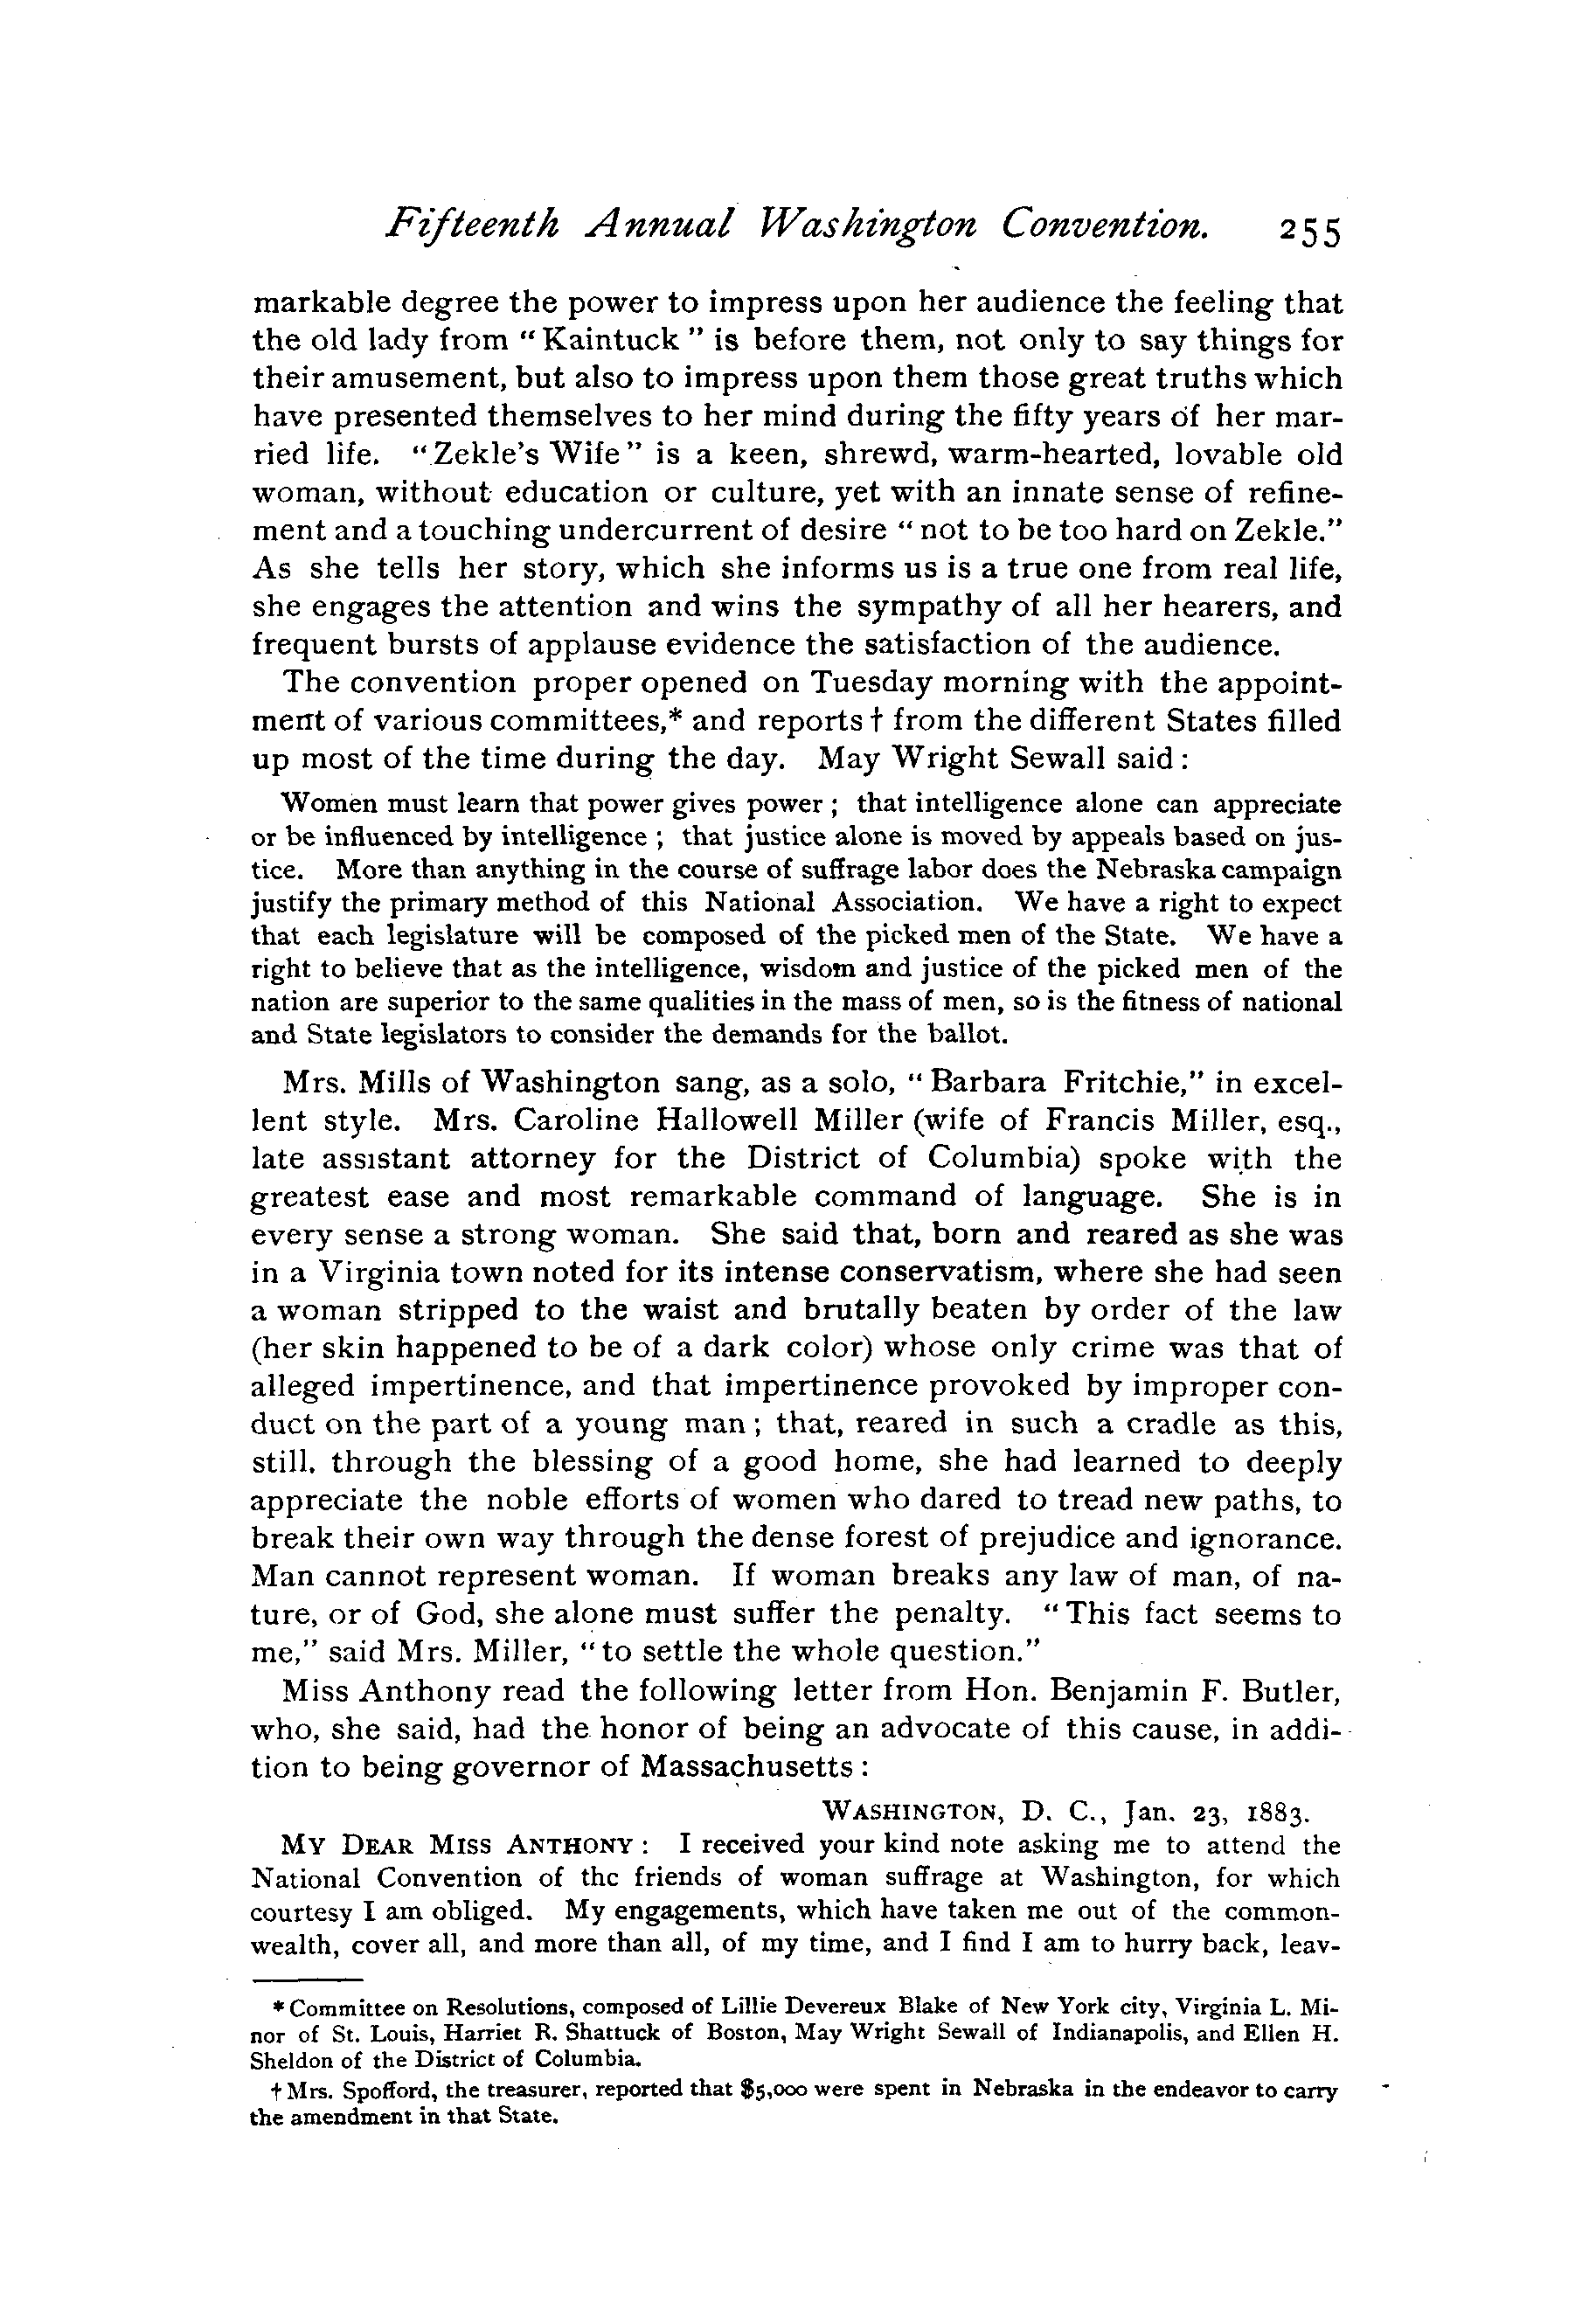 Fifteenth Annual Washington Convention. 255
markable degree the power to impress upon her audience the feeling that
the old lady from " Kaintuck " is before them, not only to say things for
their amusement, but also to impress upon them those great truths which
have presented themselves to her mind during the fifty years of her mar-
ried life. "Zekle's Wife" is a keen, shrewd, warm-hearted, lovable old
woman, without education or culture, yet with an innate sense of refine-
ment and a touching undercurrent of desire " not to be too hard on Zekle."
As she tells her story, which she informs us is a true one from real life,
she engages the attention and wins the sympathy of all her hearers, and
frequent bursts of applause evidence the satisfaction of the audience.
The convention proper opened on Tuesday morning with the appoint-
ment of various committees,* and reports † from the different States filled
up most of the time during the day. May Wright Sewall said :
Women must learn that power gives power ; that intelligence alone can appreciate
or be influenced by intelligence ; that justice alone is moved by appeals based on jus-
tice. More than anything in the course of suffrage labor does the Nebraska campaign
justify the primary method of this National Association. We have a right to expect
that each legislature will be composed of the picked men of the State. We have a
right to believe that as the intelligence, wisdom and justice of the picked men of the
nation are superior to the same qualities in the mass of men, so is the fitness of national
and State legislators to consider the demands for the ballot.
Mrs. Mills of Washington sang, as a solo, " Barbara Fritchie," in excel-
lent style. Mrs. Caroline Hallowell Miller (wife of Francis Miller, esq.,
late assistant attorney for the District of Columbia) spoke with the
greatest ease and most remarkable command of language. She is in
every sense a strong woman. She said that, born and reared as she was
in a Virginia town noted for its intense conservatism, where she had seen
a woman stripped to the waist and brutally beaten by order of the law
(her skin happened to be of a dark color) whose only crime was that of
alleged impertinence, and that impertinence provoked by improper con-
duct on the part of a young man ; that, reared in such a cradle as this,
still, through the blessing of a good home, she had learned to deeply
appreciate the noble efforts of women who dared to tread new paths, to
break their own way through the dense forest of prejudice and ignorance.
Man cannot represent woman. If woman breaks any law of man, of na-
ture, or of God, she alone must suffer the penalty. " This fact seems to
me," said Mrs. Miller, "to settle the whole question."
Miss Anthony read the following letter from Hon. Benjamin F. Butler,
who, she said, had the honor of being an advocate of this cause, in addi-
tion to being governor of Massachusetts :
WASHINGTON, D. C., Jan. 23, 1883.
MY DEAR MISS ANTHONY : I received your kind note asking me to attend the
National Convention of the friends of woman suffrage at Washington, for which
courtesy I am obliged. My engagements, which have taken me out of the common-
wealth, cover all, and more than all, of my time, and I find I am to hurry back, leav-
* Committee on Resolutions, composed of Lillie Devereux Blake of New York city, Virginia L. Mi-
nor of St. Louis, Harriet R. Shattuck of Boston, May Wright Sewall of Indianapolis, and Ellen H.
Sheldon of the District of Columbia.
† Mrs. Spofford, the treasurer, reported that $5,000 were spent in Nebraska in the endeavor to carry
the amendment in that State.